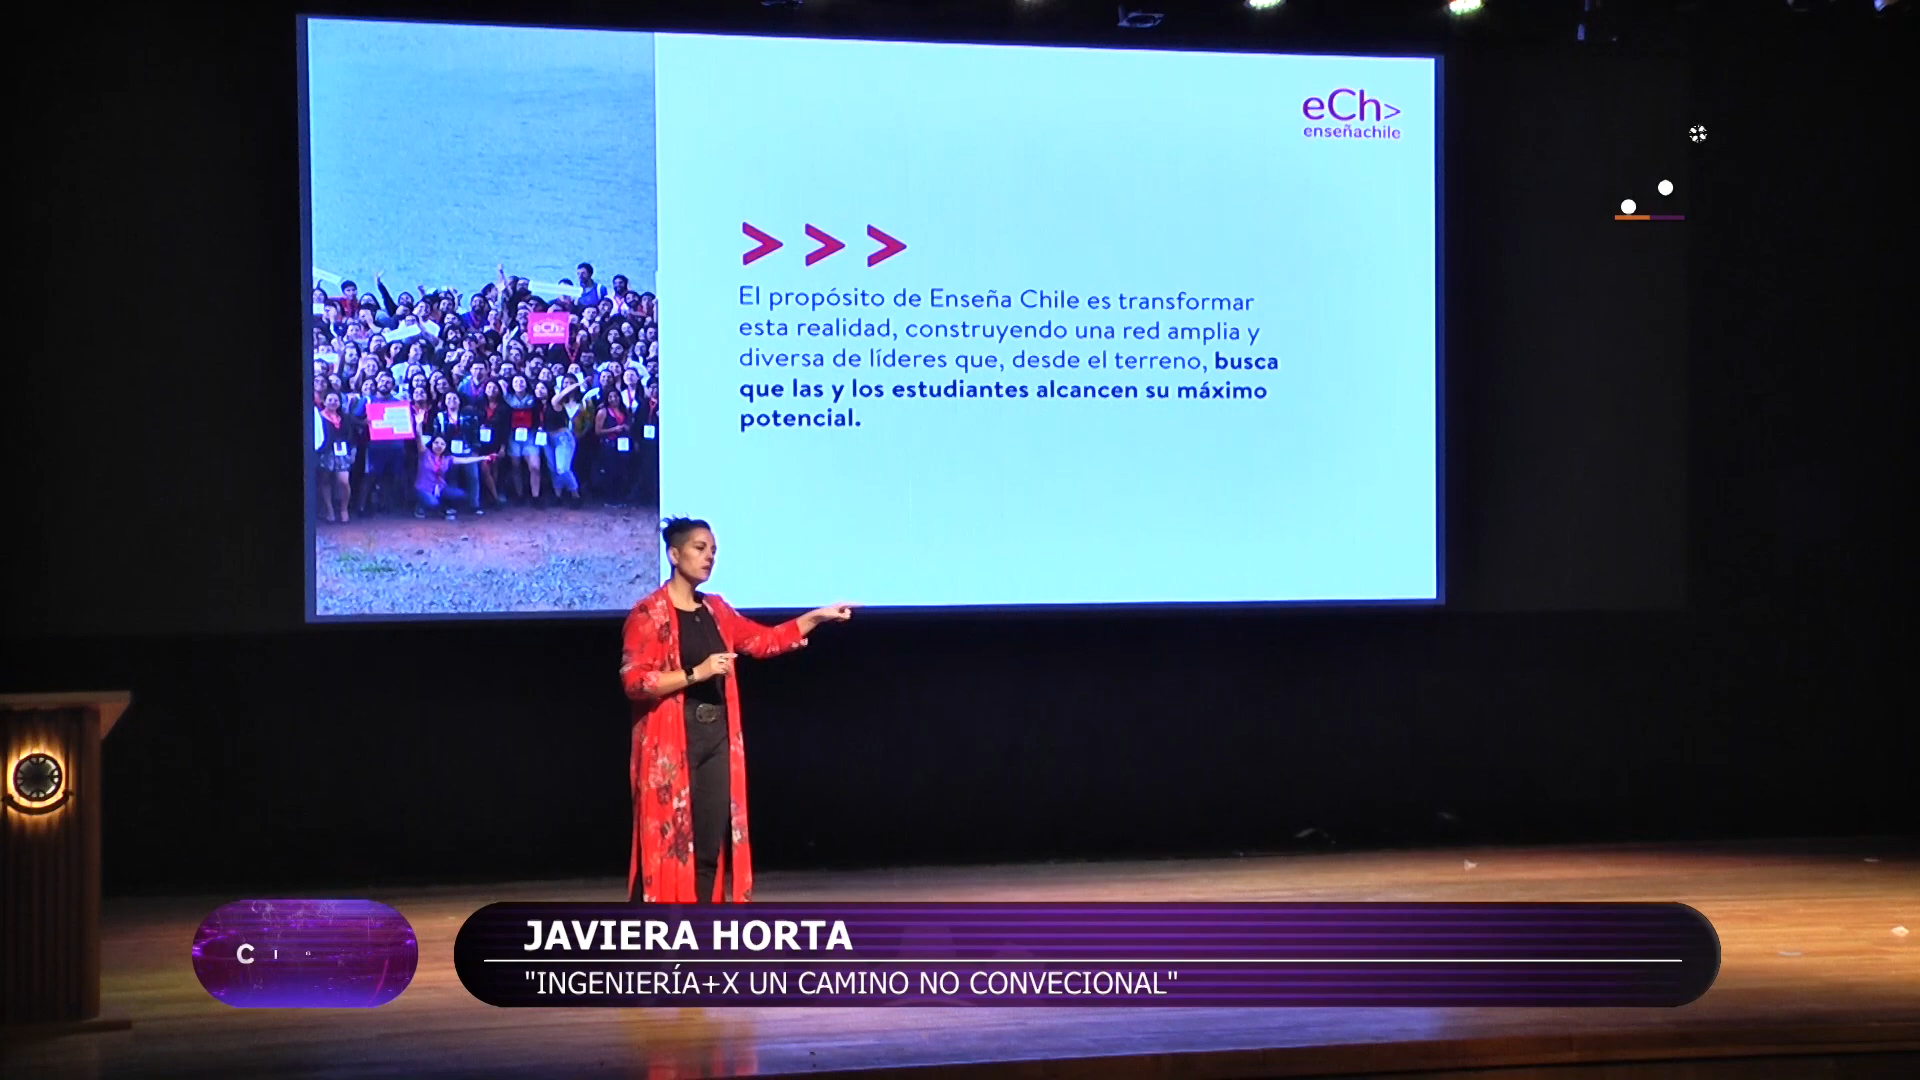 eCh>
enseñachile
> > >
El propósito de Enseña Chile es transformar
esta realidad, construyendo una red amplia y
diversa de líderes que, desde el terreno, busca
que las y los estudiantes alcancen su máximo
potencial.
eCh>
C I
JAVIERA HORTA
"INGENIERÍA+X UN CAMINO NO CONVECIONAL"